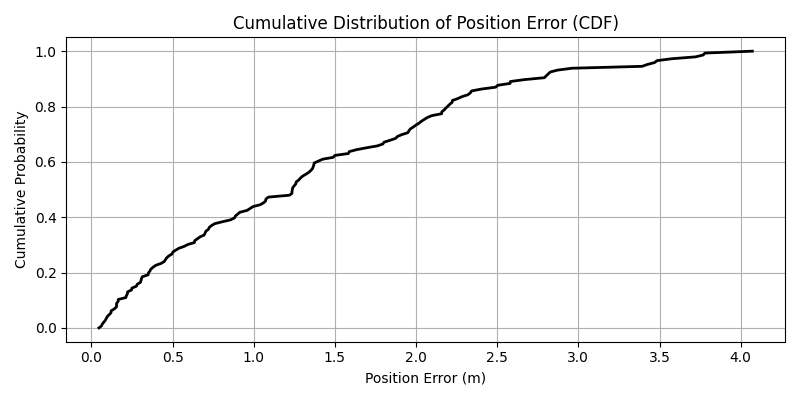 Cumulative Distribution of Position Error (CDF)
Cumulative Probability
1.0
0.8
0.6
0.4
0.2
0.0
0.0 0.5 1.0 1.5 2.0 2.5 3.0 3.5 4.0
Position Error (m)